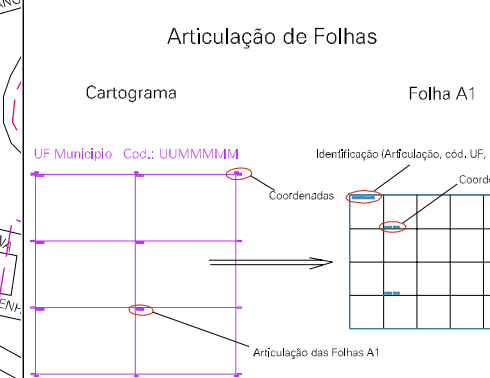 Articulação de Folhas
Cartograma
Folha A1
UF Municipio Cod.: UUMMMMM
Identificação (Articulação, cód. UF,
Coordenadas
Coord
Articulação das Folhas A1